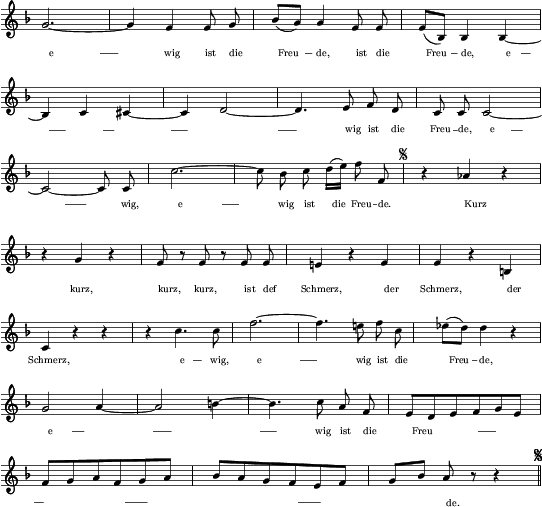 e — wig ist die Freu – de, ist die Freu – de, e —
— — — — wig ist die Freu – de, e —
— wig, e — wig ist die Freu – de. Kurz
kurz, kurz, kurz, ist def Schmerz, der Schmerz, der
Schmerz, e – wig, e — wig ist die Freu – de,
e — — — wig ist die Freu —
— — — de.